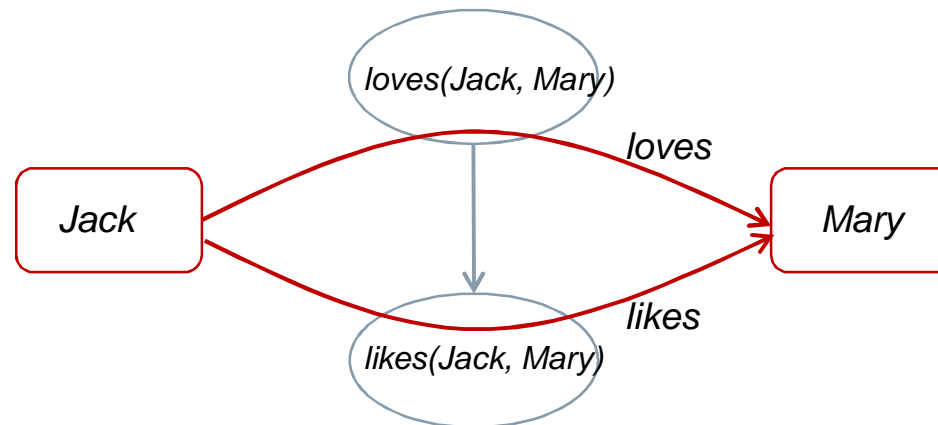 loves(Jack, Mary)
loves
Jack
Mary
likes
likes(Jack, Mary)